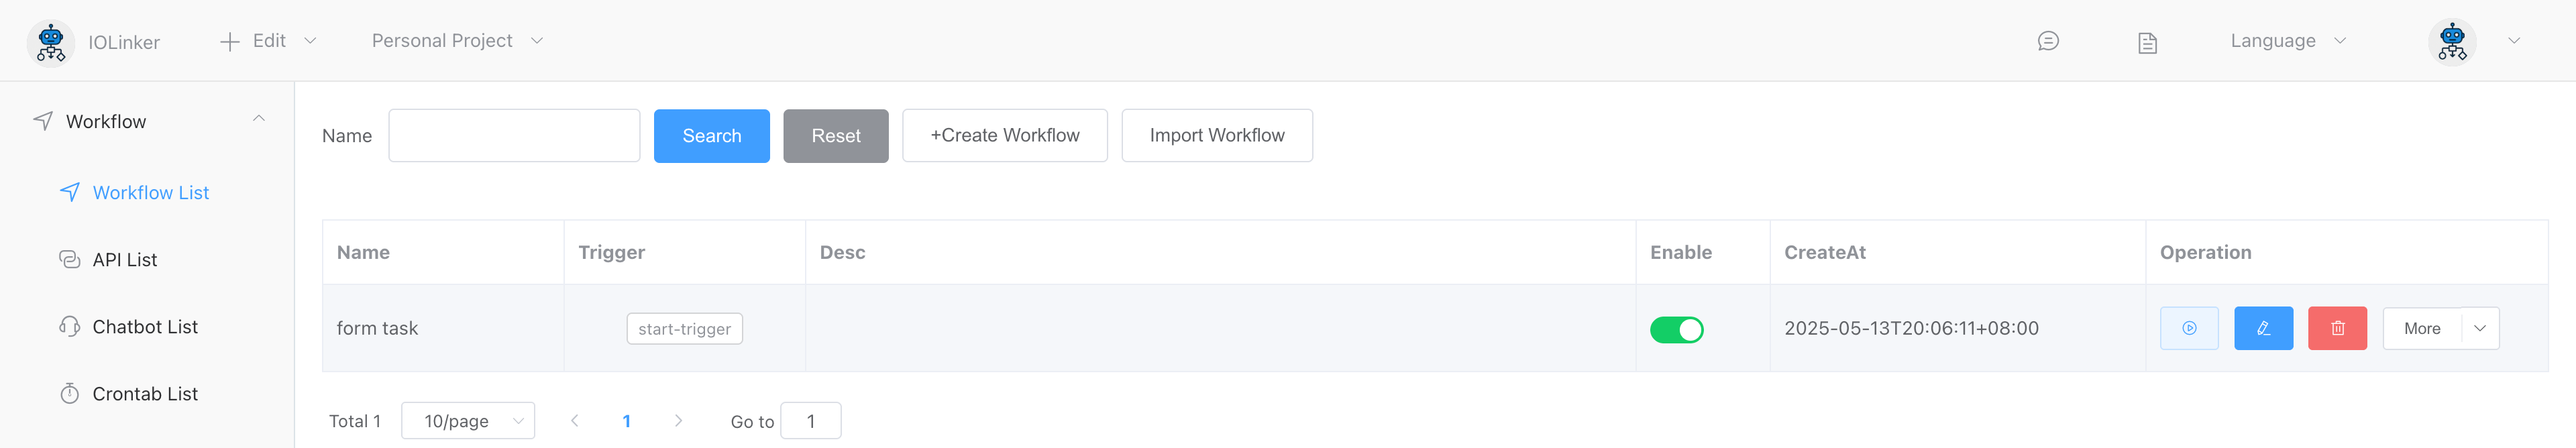 IOLinker Edit Personal Project Language
Workflow
Workflow List
API List
Chatbot List
Crontab List
Name Search Reset +Create Workflow Import Workflow
Name Trigger Desc Enable CreateAt Operation
form task start-trigger 2025-05-13T20:06:11+08:00 More
Total 1 10/page 1 Go to 1